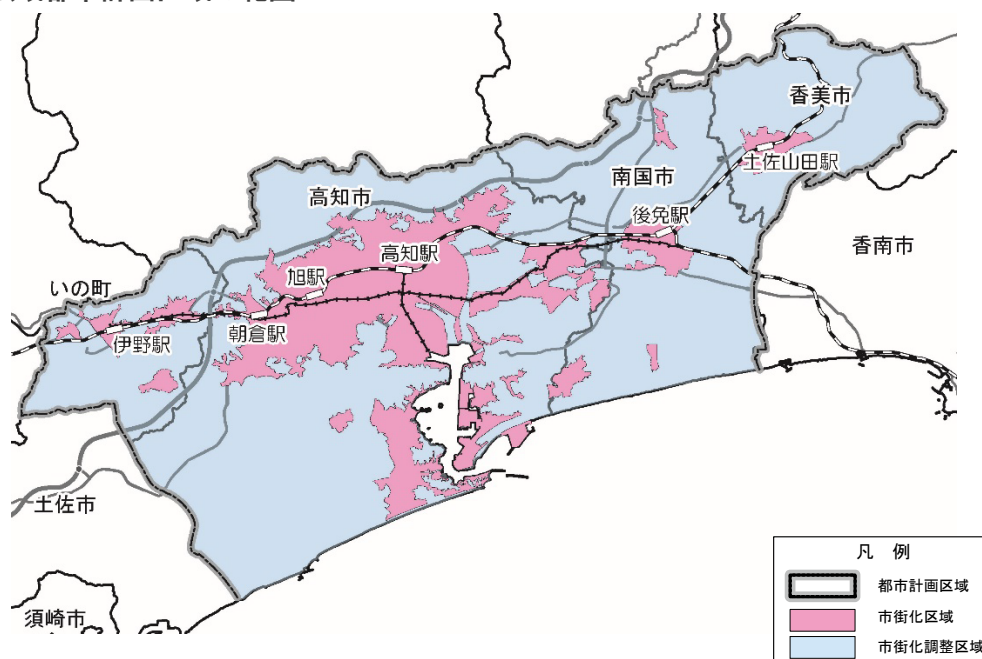 香美市
土佐山田駅
南国市
高知市
後免駅
高知駅
香南市
旭駅
いの町
朝倉駅
伊野駅
土佐市
須崎市
凡 例
都市計画区域
市街化区域
市街化調整区域